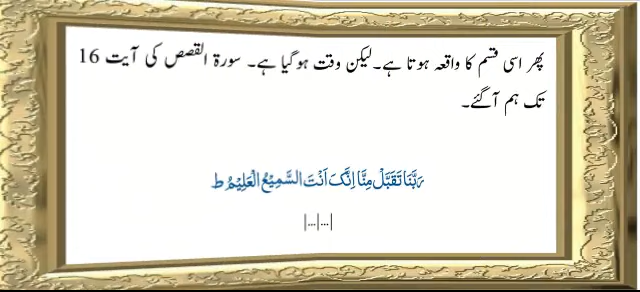 پھر اسی قسم کا واقعہ ہوتا ہے۔لیکن وقت ہوگیا ہے۔ سورۃ القصص کی آیت 16
تک ہم آگئے۔
رَبَّنَا تَقَبَّلْ مِنَّا اِنَّکَ اَنْتَ السَّمِیْعُ الْعَلِیْمُ ط
|...|...|